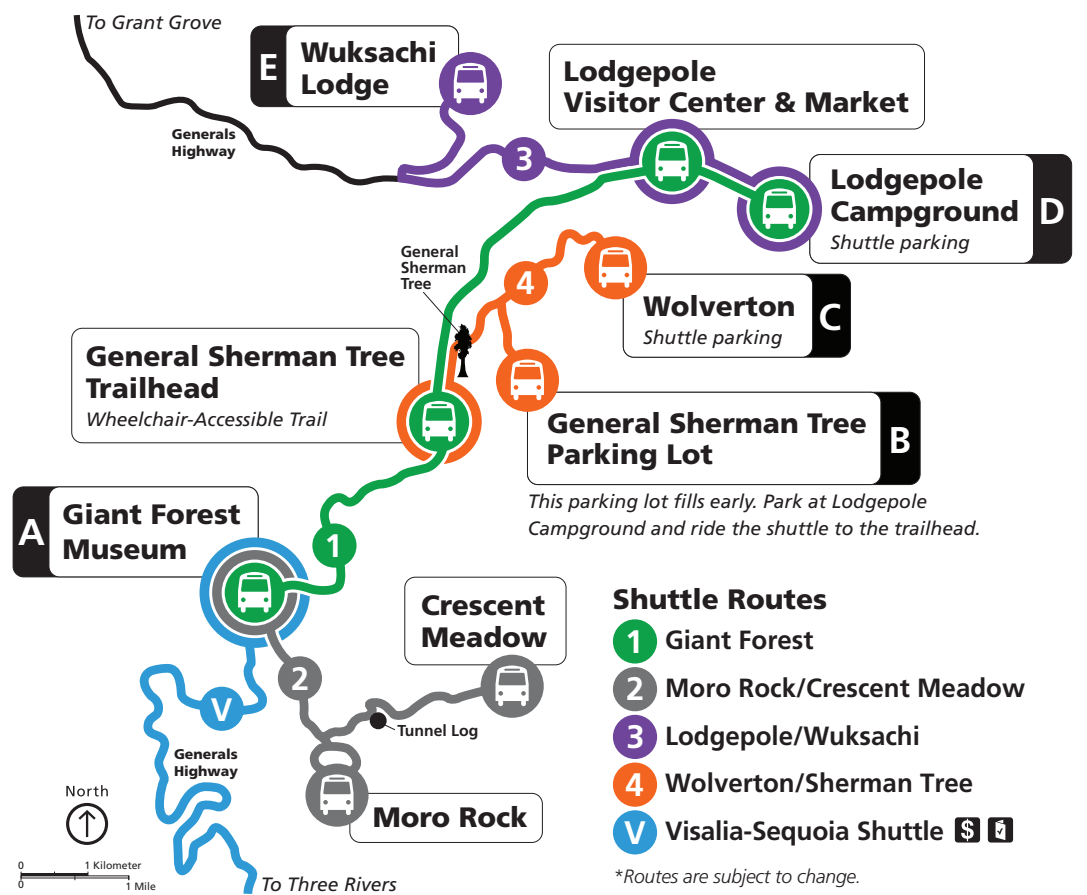 To Grant Grove
E
Wuksachi
Lodge
Lodgepole
Visitor Center & Market
Generals
Highway
3
Lodgepole
Campground
Shuttle parking
D
General
Sherman
Tree
4
Wolverton
Shuttle parking
C
General Sherman Tree
Trailhead
Wheelchair-Accessible Trail
General Sherman Tree
Parking Lot
B
This parking lot fills early. Park at Lodgepole
Campground and ride the shuttle to the trailhead.
A
Giant Forest
Museum
1
Crescent
Meadow
2
V
Tunnel Log
Generals
Highway
Moro Rock
North
0 1 Kilometer
0 1 Mile
To Three Rivers
Shuttle Routes
1 Giant Forest
2 Moro Rock/Crescent Meadow
3 Lodgepole/Wuksachi
4 Wolverton/Sherman Tree
V Visalia-Sequoia Shuttle $
*Routes are subject to change.